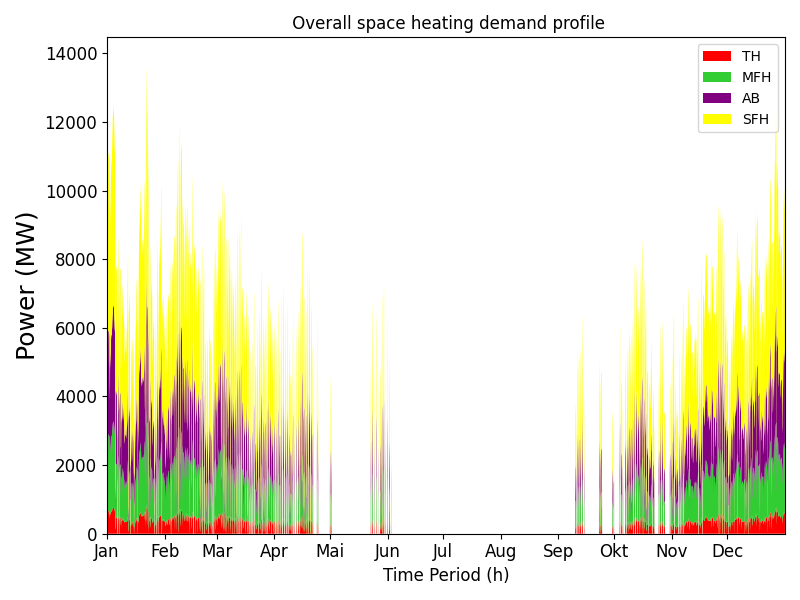 Overall space heating demand profile
TH
MFH
AB
SFH
14000
12000
10000
8000
6000
4000
2000
0
Power (MW)
Jan Feb Mar Apr Mai Jun Jul Aug Sep Okt Nov Dec
Time Period (h)